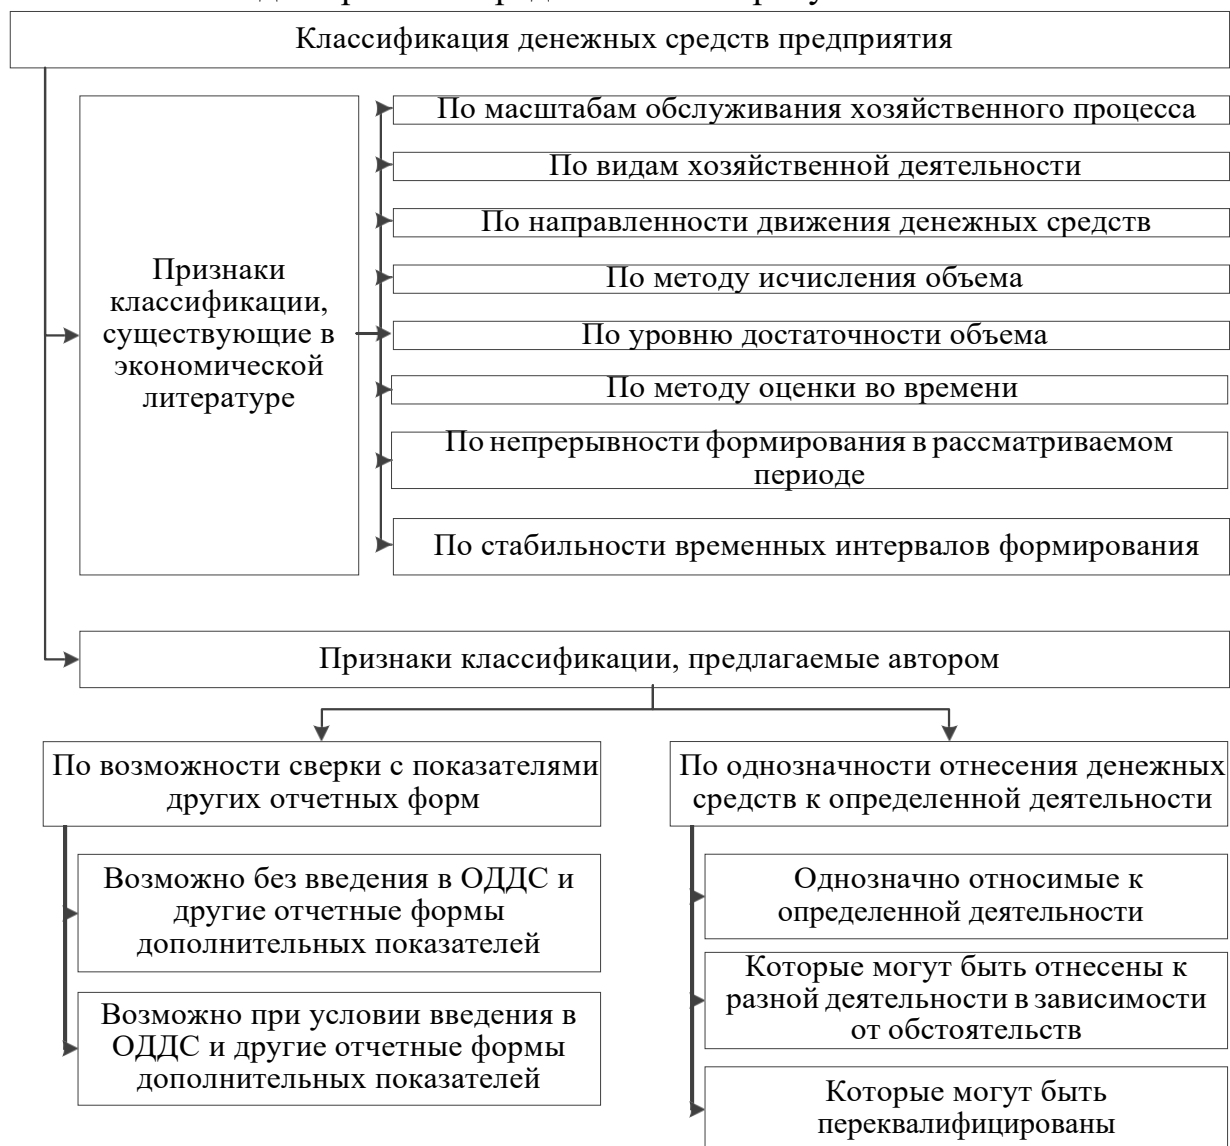 Классификация денежных средств предприятия
Признаки
классификации,
существующие в
экономической
литературе
По масштабам обслуживания хозяйственного процесса
По видам хозяйственной деятельности
По направленности движения денежных средств
По методу исчисления объема
По уровню достаточности объема
По методу оценки во времени
По непрерывности формирования в рассматриваемом
периоде
По стабильности временных интервалов формирования
Признаки классификации, предлагаемые автором
По возможности сверки с показателями
других отчетных форм
Возможно без введения в ОДДС и
другие отчетные формы
дополнительных показателей
Возможно при условии введения в
ОДДС и другие отчетные формы
дополнительных показателей
По однозначности отнесения денежных
средств к определенной деятельности
Однозначно относимые к
определенной деятельности
Которые могут быть отнесены к
разной деятельности в зависимости
от обстоятельств
Которые могут быть
переквалифицированы